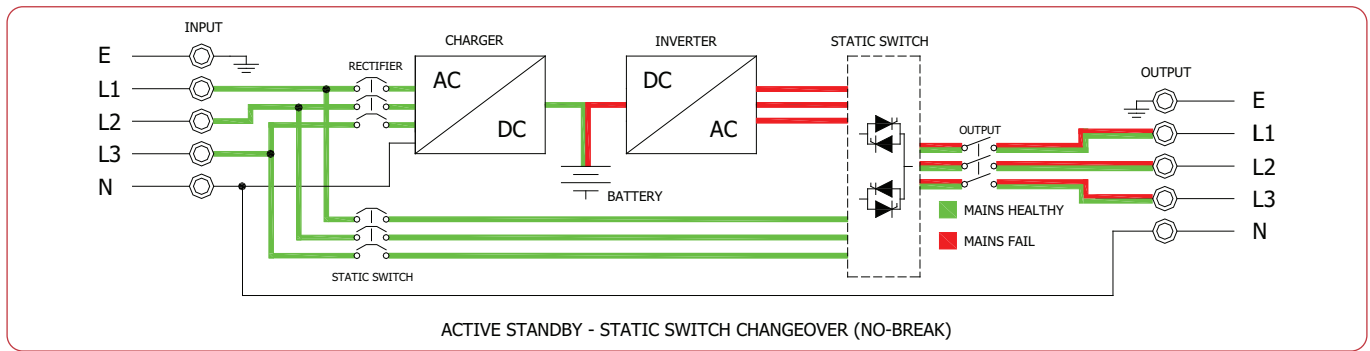 INPUT
E
L1
L2
L3
N
RECTIFIER
CHARGER
AC
DC
BATTERY
INVERTER
DC
AC
STATIC SWITCH
STATIC SWITCH
OUTPUT
MAINS HEALTHY
MAINS FAIL
OUTPUT
E
L1
L2
L3
N
ACTIVE STANDBY - STATIC SWITCH CHANGEOVER (NO-BREAK)